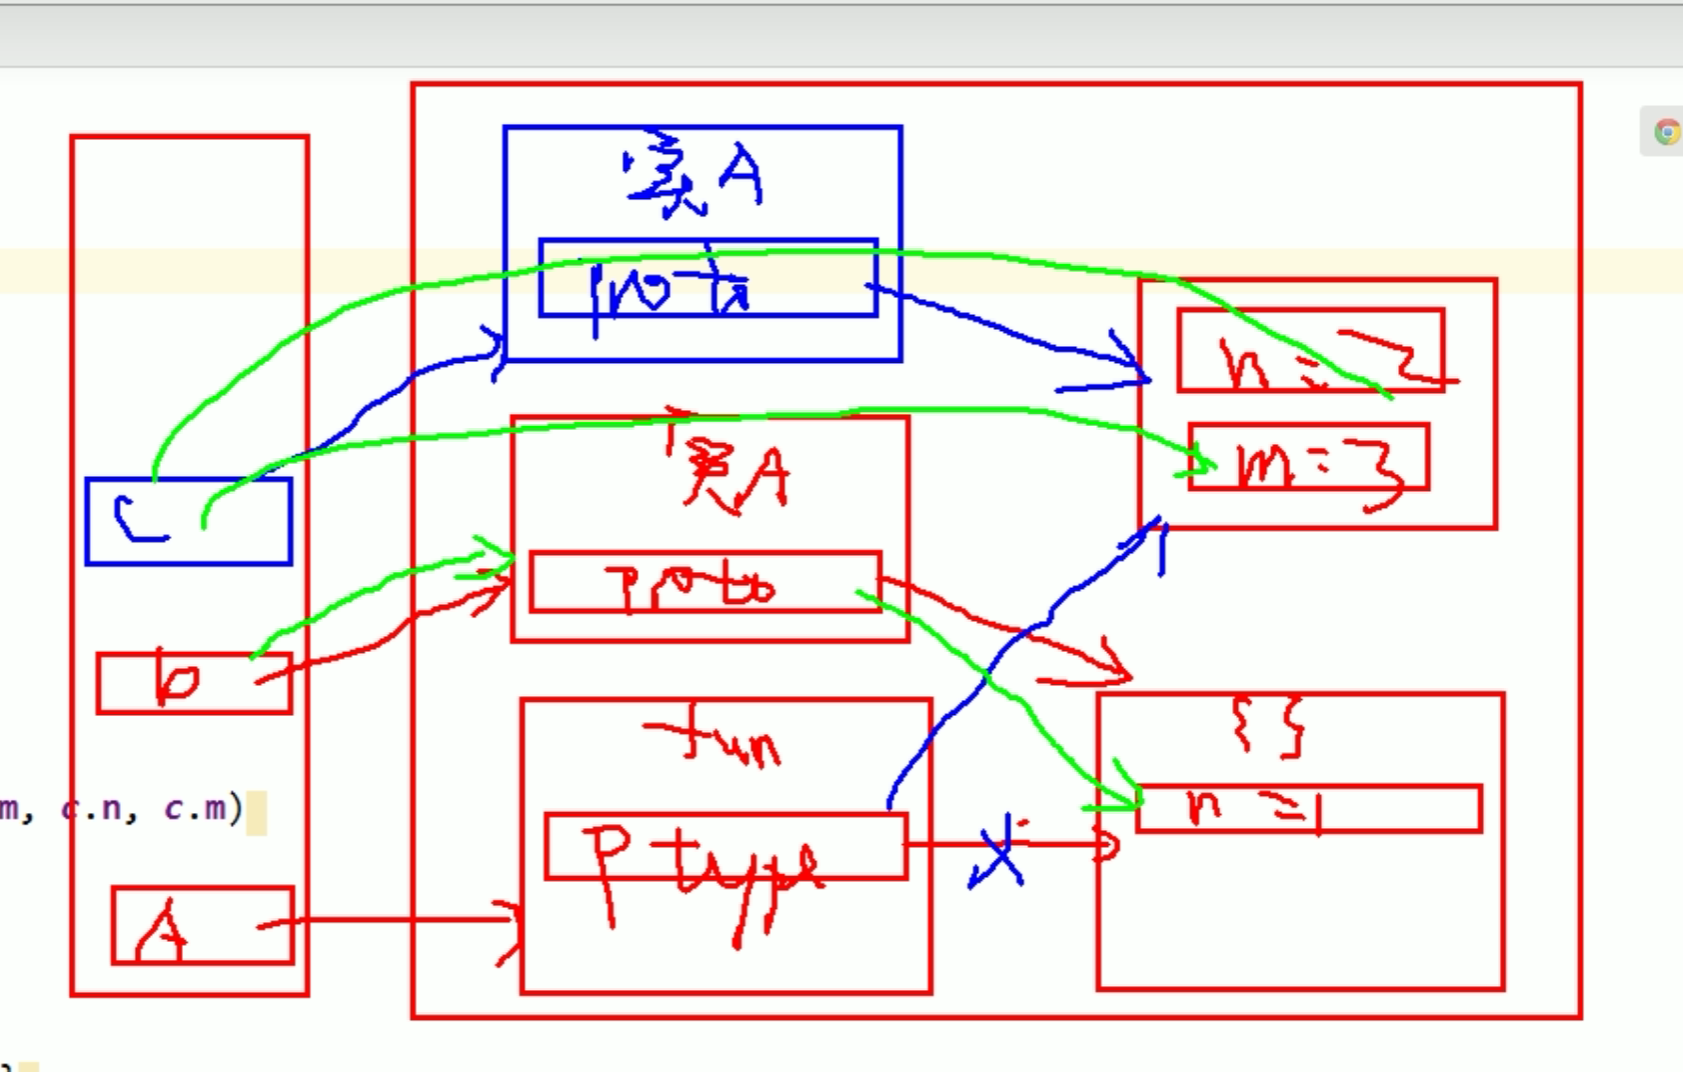 实A
proto
n=2
实A
m=3
C
proto
b
fun
{ }
m, c.n, c.m)
n=1
Ptype
A
}